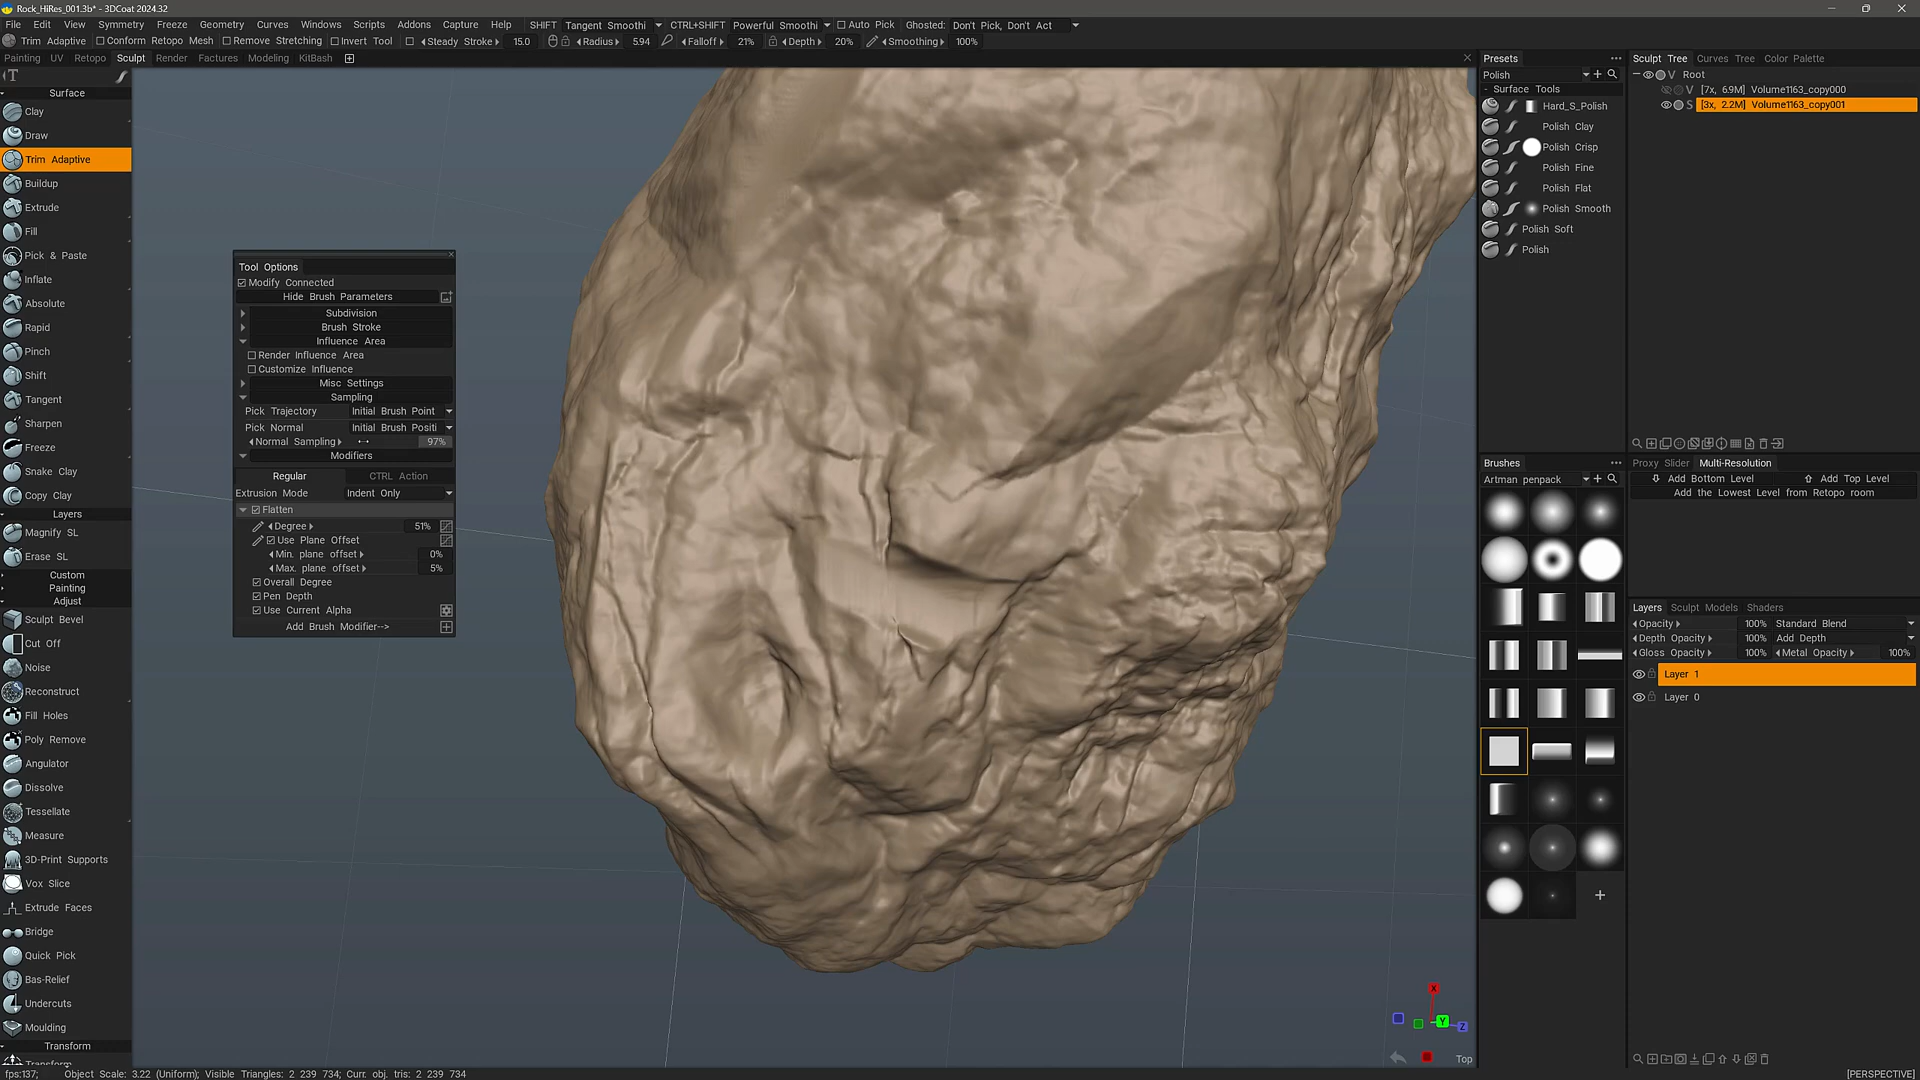 Rock_HiRes_001.3b* - 3DCoat 2024.32
File Edit View Symmetry Freeze Geometry Curves Windows Scripts Addons Capture Help SHIFT Tangent Smoothi CTRL+SHIFT Powerful Smoothi Auto Pick Ghosted: Don't Pick, Don't Act
Trim Adaptive Conform Retopo Mesh Remove Stretching Invert Tool Steady Stroke 15.0 Radius 5.94 Falloff 21% Depth 20% Smoothing 100%
Painting UV Retopo Sculpt Render Factures Modeling KitBash
T
Surface
Clay
Draw
Trim Adaptive
Buildup
Extrude
Fill
Pick & Paste
Inflate
Absolute
Rapid
Pinch
Shift
Tangent
Sharpen
Freeze
Snake Clay
Copy Clay
Layers
Magnify SL
Erase SL
Custom
Painting
Adjust
Sculpt Bevel
Cut Off
Noise
Reconstruct
Fill Holes
Poly Remove
Angulator
Dissolve
Tessellate
Measure
3D-Print Supports
Vox Slice
Extrude Faces
Bridge
Quick Pick
Bas-Relief
Undercuts
Moulding
Transform
Transform
Tool Options
Modify Connected
Hide Brush Parameters
Subdivision
Brush Stroke
Influence Area
Render Influence Area
Customize Influence
Misc Settings
Sampling
Pick Trajectory Initial Brush Point
Pick Normal Initial Brush Positi
Normal Sampling 97%
Modifiers
Regular CTRL Action
Extrusion Mode Indent Only
Flatten
Degree 51%
Use Plane Offset
Min. plane offset 0%
Max. plane offset 5%
Overall Degree
Pen Depth
Use Current Alpha
Add Brush Modifier-->
X
Y
Z
Top
Presets
Polish
Surface Tools
Hard_S_Polish
Polish Clay
Polish Crisp
Polish Fine
Polish Flat
Polish Smooth
Polish Soft
Polish
Brushes
Artman penpack
Sculpt Tree Curves Tree Color Palette
V Root
V [7x, 6.9M] Volume1163_copy000
S [3x, 2.2M] Volume1163_copy001
Proxy Slider Multi-Resolution
Add Bottom Level Add Top Level
Add the Lowest Level from Retopo room
Layers Sculpt Models Shaders
Opacity 100% Standard Blend
Depth Opacity 100% Add Depth
Gloss Opacity 100% Metal Opacity 100%
Layer 1
Layer 0
fps:137; Object Scale: 3.22 (Uniform); Visible Triangles: 2 239 734; Curr. obj. tris: 2 239 734
[PERSPECTIVE]